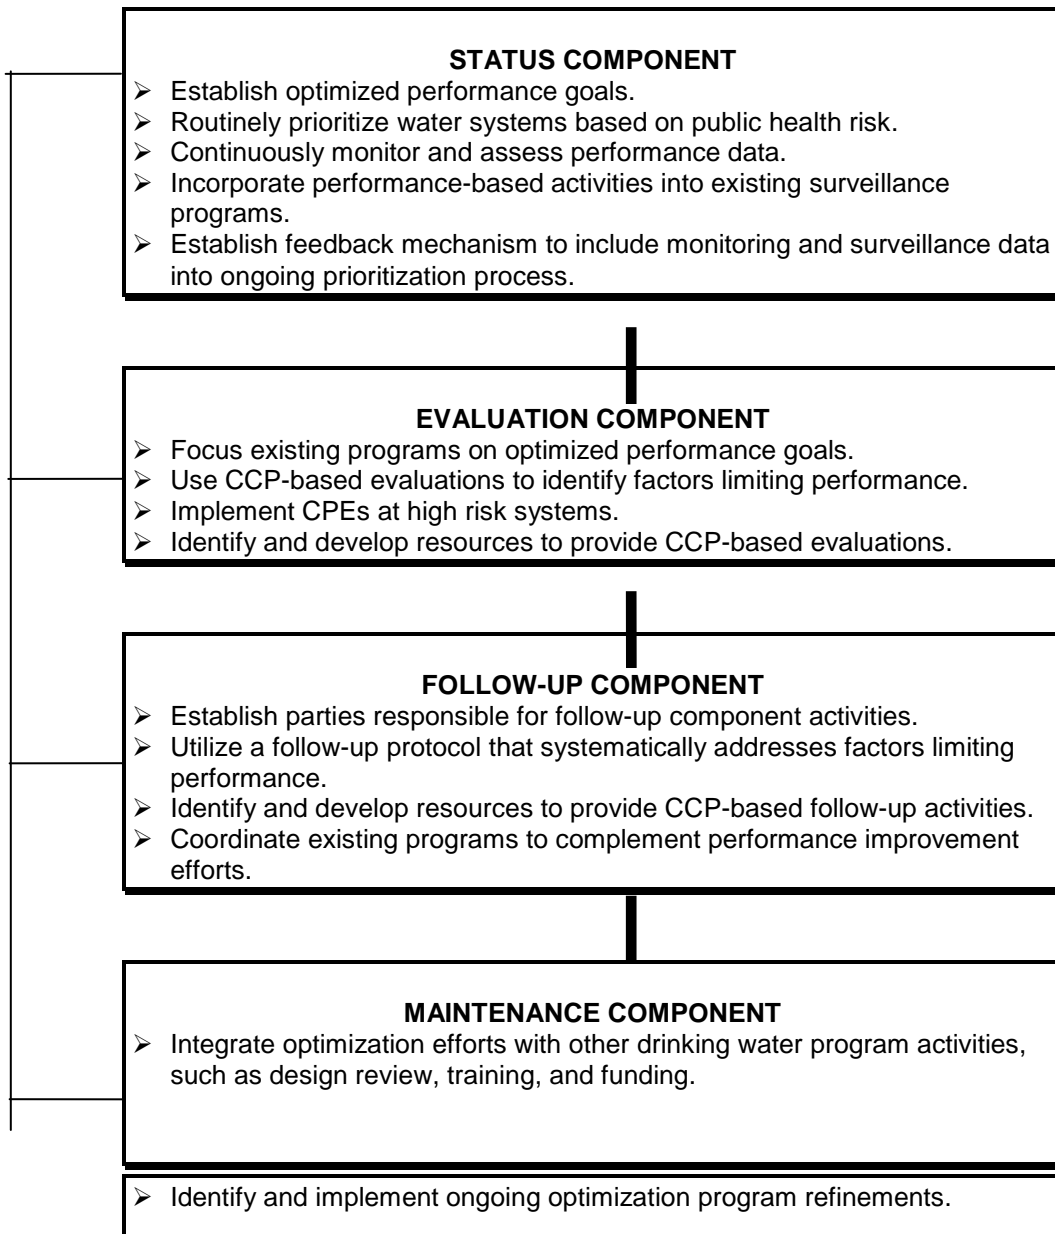 STATUS COMPONENT
➢ Establish optimized performance goals.
➢ Routinely prioritize water systems based on public health risk.
➢ Continuously monitor and assess performance data.
➢ Incorporate performance-based activities into existing surveillance
programs.
➢ Establish feedback mechanism to include monitoring and surveillance data
into ongoing prioritization process.
EVALUATION COMPONENT
➢ Focus existing programs on optimized performance goals.
➢ Use CCP-based evaluations to identify factors limiting performance.
➢ Implement CPEs at high risk systems.
➢ Identify and develop resources to provide CCP-based evaluations.
FOLLOW-UP COMPONENT
➢ Establish parties responsible for follow-up component activities.
➢ Utilize a follow-up protocol that systematically addresses factors limiting
performance.
➢ Identify and develop resources to provide CCP-based follow-up activities.
➢ Coordinate existing programs to complement performance improvement
efforts.
MAINTENANCE COMPONENT
➢ Integrate optimization efforts with other drinking water program activities,
such as design review, training, and funding.
➢ Identify and implement ongoing optimization program refinements.